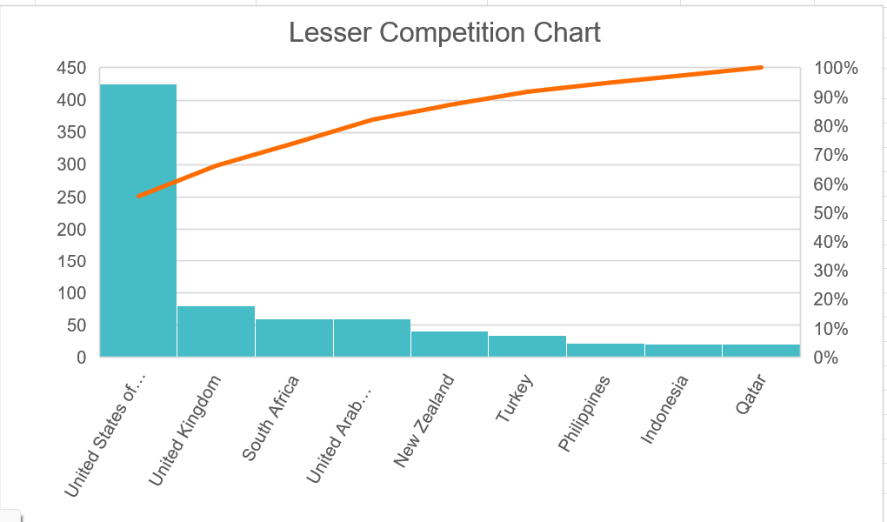 Lesser Competition Chart
450
400
350
300
250
200
150
100
50
0
100%
90%
80%
70%
60%
50%
40%
30%
20%
10%
0%
United States of...
United Kingdom
South Africa
United Arab...
New Zealand
Turkey
Philippines
Indonesia
Qatar